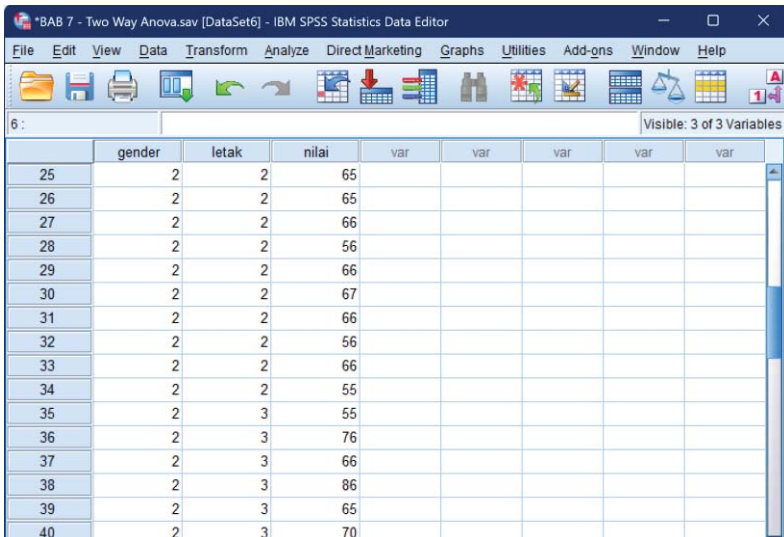 *BAB 7 - Two Way Anova.sav [DataSet6] - IBM SPSS Statistics Data Editor
File Edit View Data Transform Analyze Direct Marketing Graphs Utilities Add-ons Window Help
A
1
6 : Visible: 3 of 3 Variables
gender letak nilai var var var var var
25 2 2 65
26 2 2 65
27 2 2 66
28 2 2 56
29 2 2 66
30 2 2 67
31 2 2 66
32 2 2 56
33 2 2 66
34 2 2 55
35 2 3 55
36 2 3 76
37 2 3 66
38 2 3 86
39 2 3 65
40 2 3 70